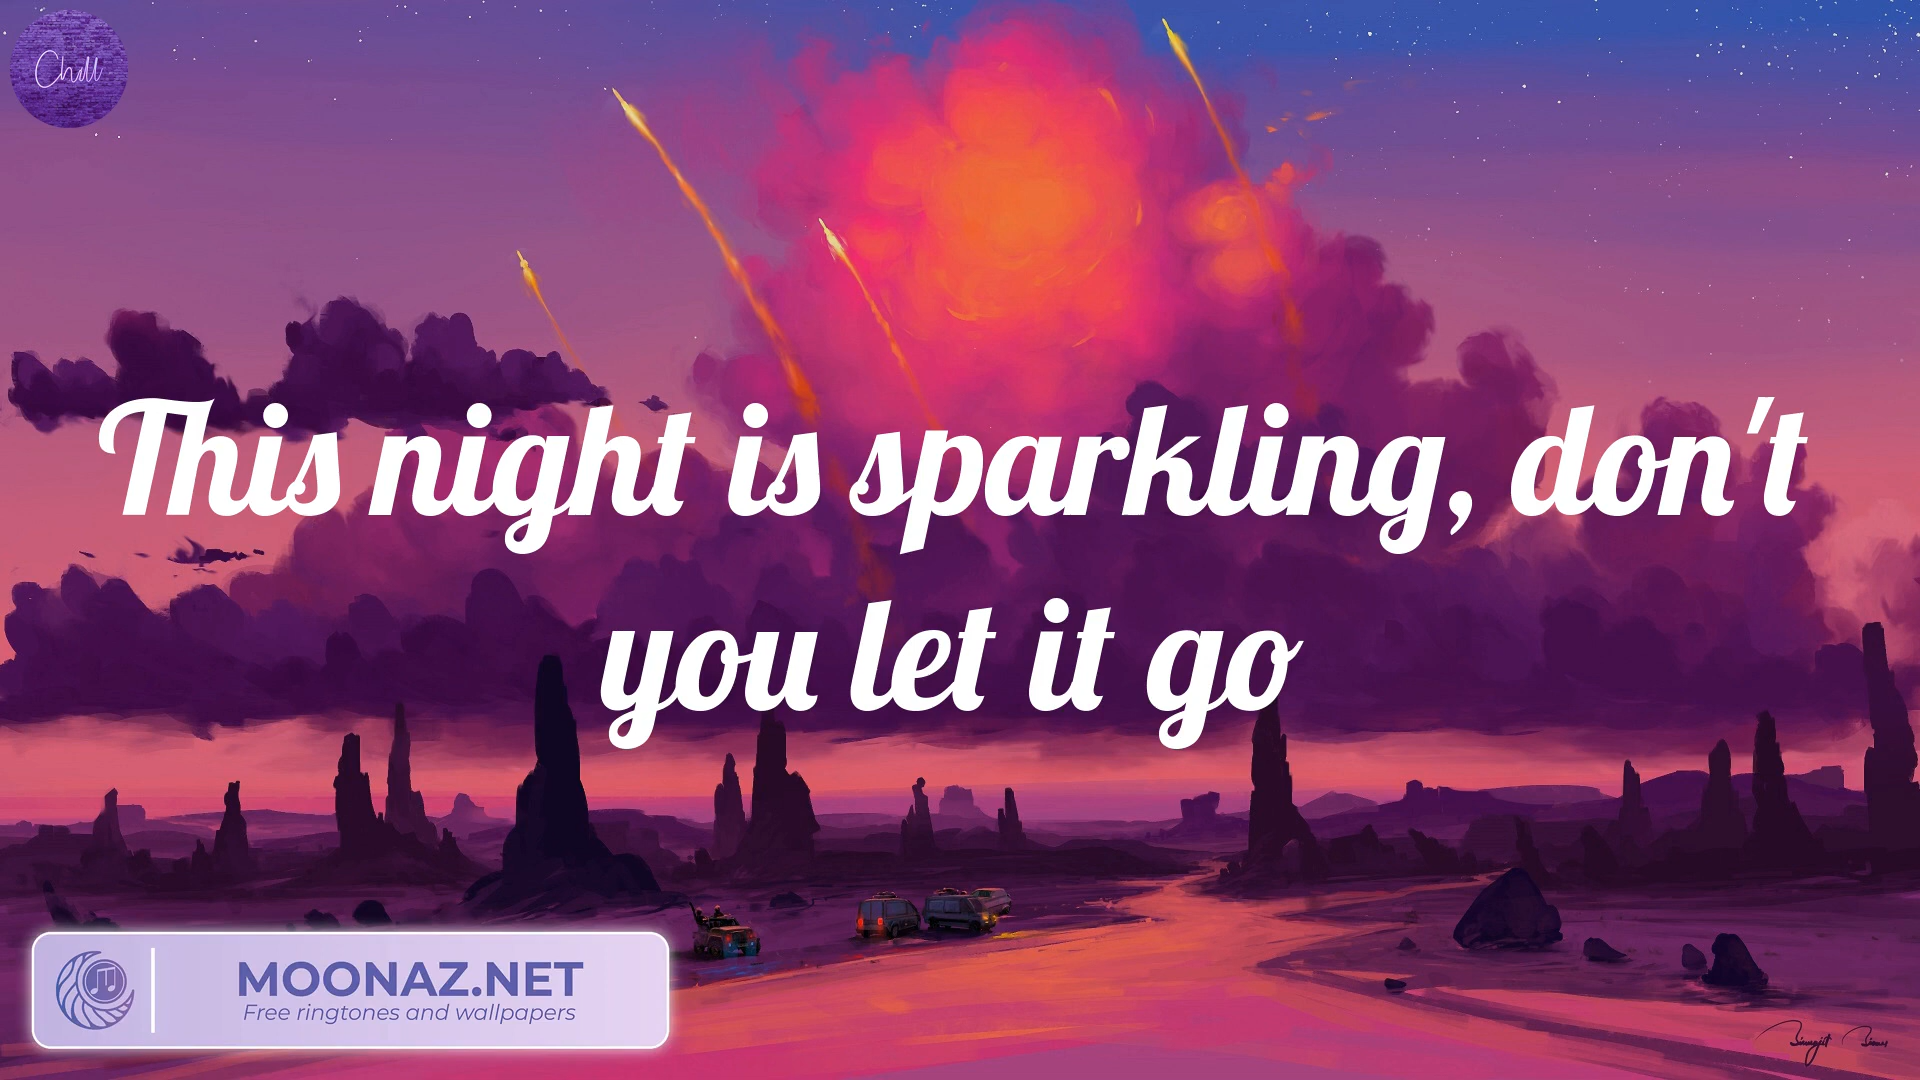 Chill
This night is sparkling, don't
you let it go
MOONAZ.NET
Free ringtones and wallpapers